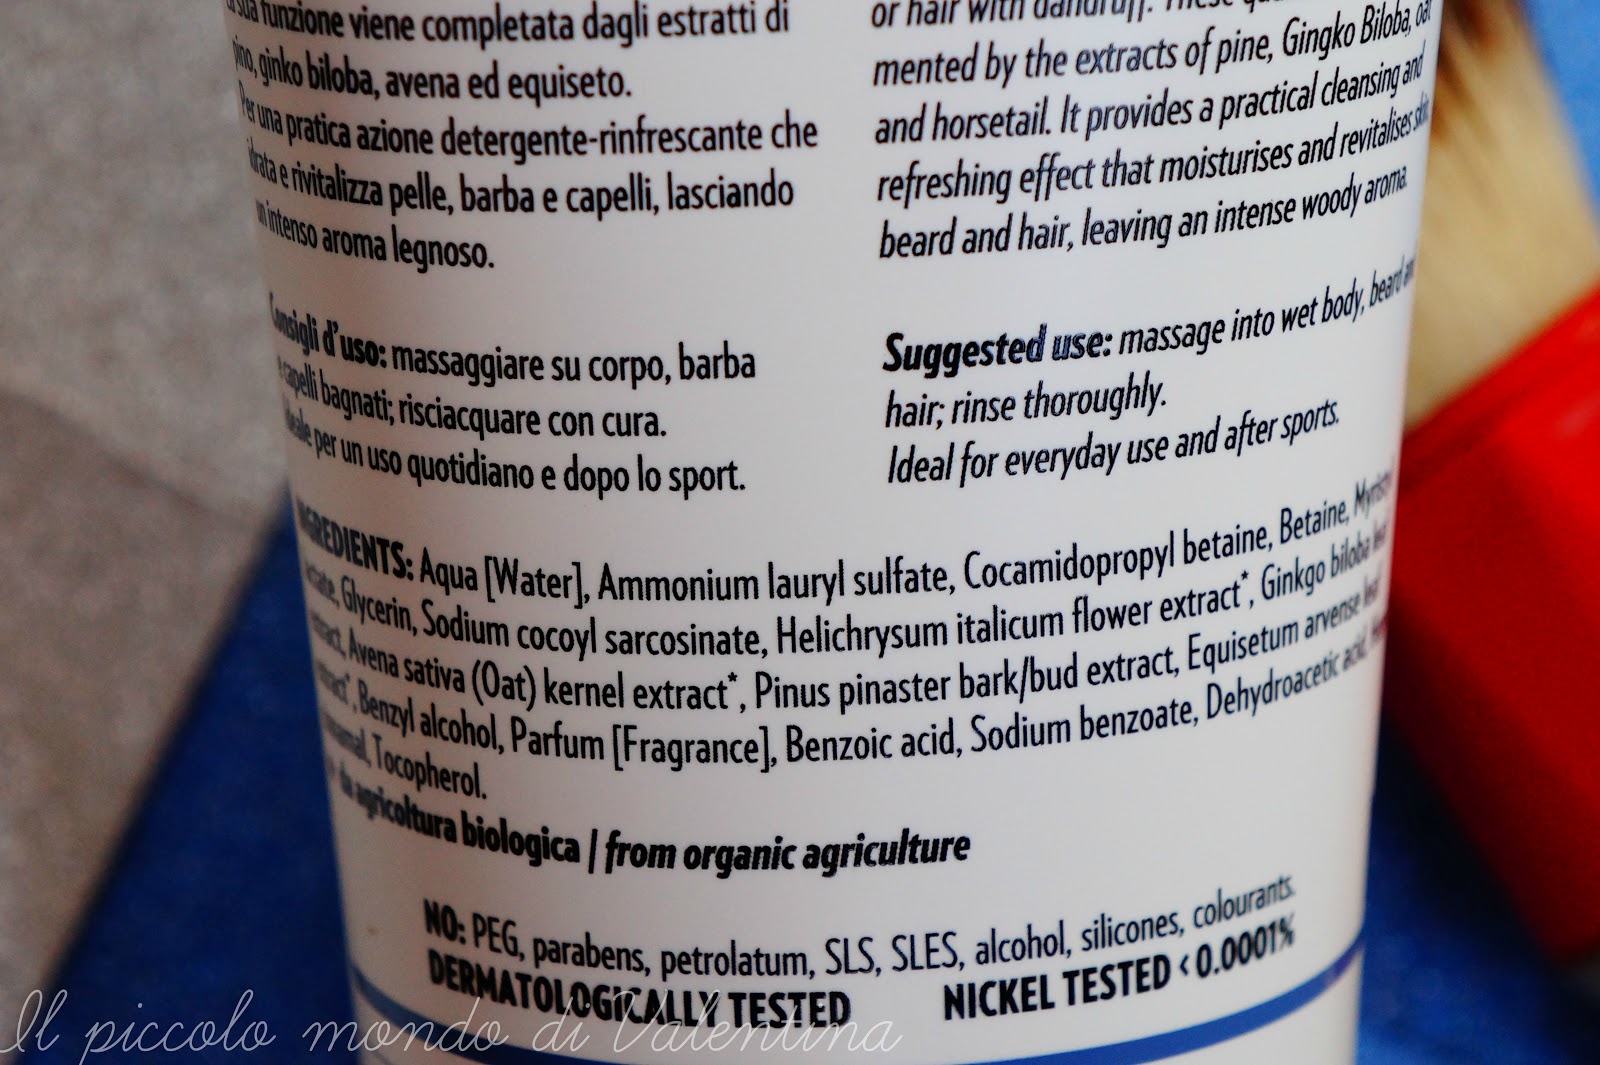 sua funzione viene completata dagli estratti di
pino, ginko biloba, avena ed equiseto.
Per una pratica azione detergente-rinfrescante che
idrata e rivitalizza pelle, barba e capelli, lasciando
un intenso aroma legnoso.
Consigli d'uso: massaggiare su corpo, barba
e capelli bagnati; risciacquare con cura.
Ideale per un uso quotidiano e dopo lo sport.
or hair with dandruff. These
mented by the extracts of pine, Gingko Biloba, oat
and horsetail. It provides a practical cleansing and
refreshing effect that moisturises and revitalises skin,
beard and hair, leaving an intense woody aroma.
Suggested use: massage into wet body, beard and
hair; rinse thoroughly.
Ideal for everyday use and after sports.
INGREDIENTS: Aqua [Water], Ammonium lauryl sulfate, Cocamidopropyl betaine, Betaine, Myristyl
lactate, Glycerin, Sodium cocoyl sarcosinate, Helichrysum italicum flower extract*, Ginkgo biloba leaf
extract, Avena sativa (Oat) kernel extract*, Pinus pinaster bark/bud extract, Equisetum arvense leaf
extract*, Benzyl alcohol, Parfum [Fragrance], Benzoic acid, Sodium benzoate, Dehydroacetic acid,
Tocopherol.
da agricoltura biologica / from organic agriculture
NO: PEG, parabens, petrolatum, SLS, SLES, alcohol, silicones, colourants.
DERMATOLOGICALLY TESTED NICKEL TESTED < 0.0001%
Il piccolo mondo di Valentina